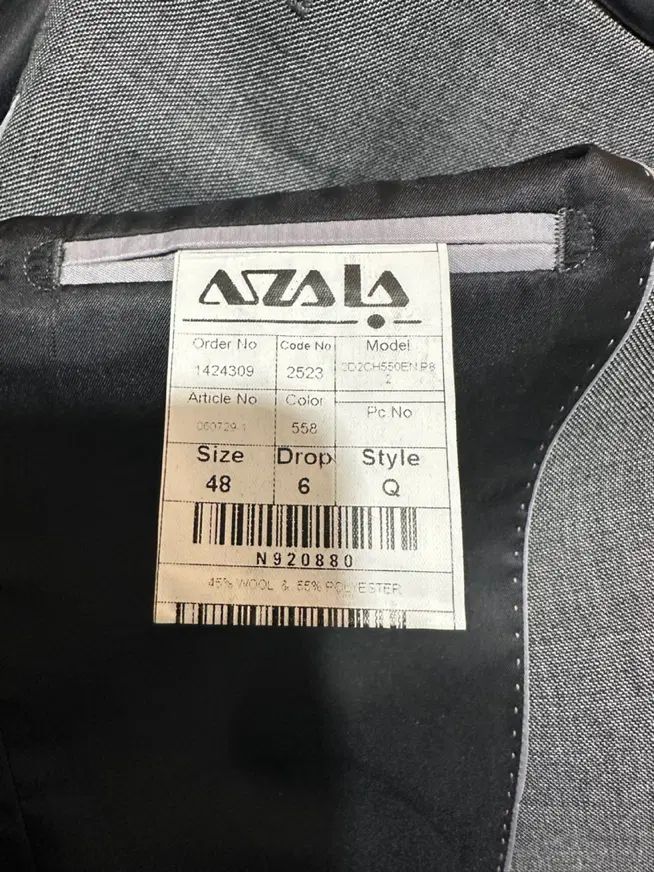 Order No Code No Model
1424309 2523
Article No Color
558 Pc No
Size Drop Style
48 6 Q
N920880
45% WOOL & 55% POLYESTER